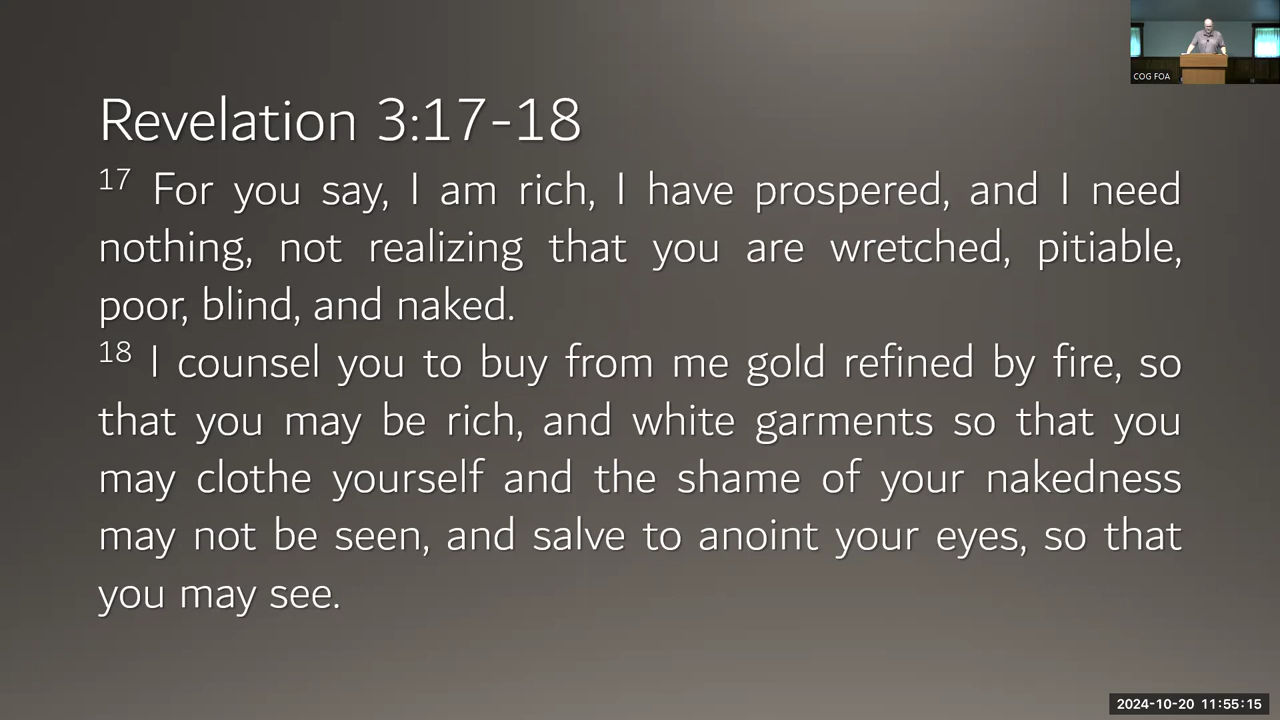 COG FOA
Revelation 3:17-18
17 For you say, I am rich, I have prospered, and I need
nothing, not realizing that you are wretched, pitiable,
poor, blind, and naked.
18 I counsel you to buy from me gold refined by fire, so
that you may be rich, and white garments so that you
may clothe yourself and the shame of your nakedness
may not be seen, and salve to anoint your eyes, so that
you may see.
2024-10-20 11:55:15